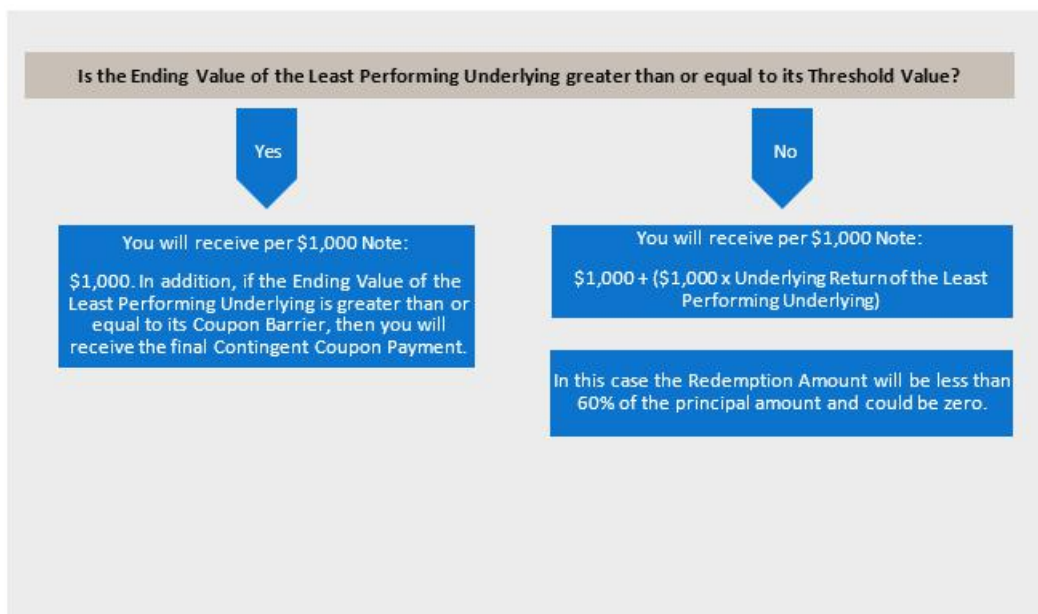 Is the Ending Value of the Least Performing Underlying greater than or equal to its Threshold Value?
Yes
No
You will receive per $1,000 Note:
$1,000. In addition, if the Ending Value of the
Least Performing Underlying is greater than or
equal to its Coupon Barrier, then you will
receive the final Contingent Coupon Payment.
You will receive per $1,000 Note:
$1,000 + ($1,000 x Underlying Return of the Least
Performing Underlying)
In this case the Redemption Amount will be less than
60% of the principal amount and could be zero.